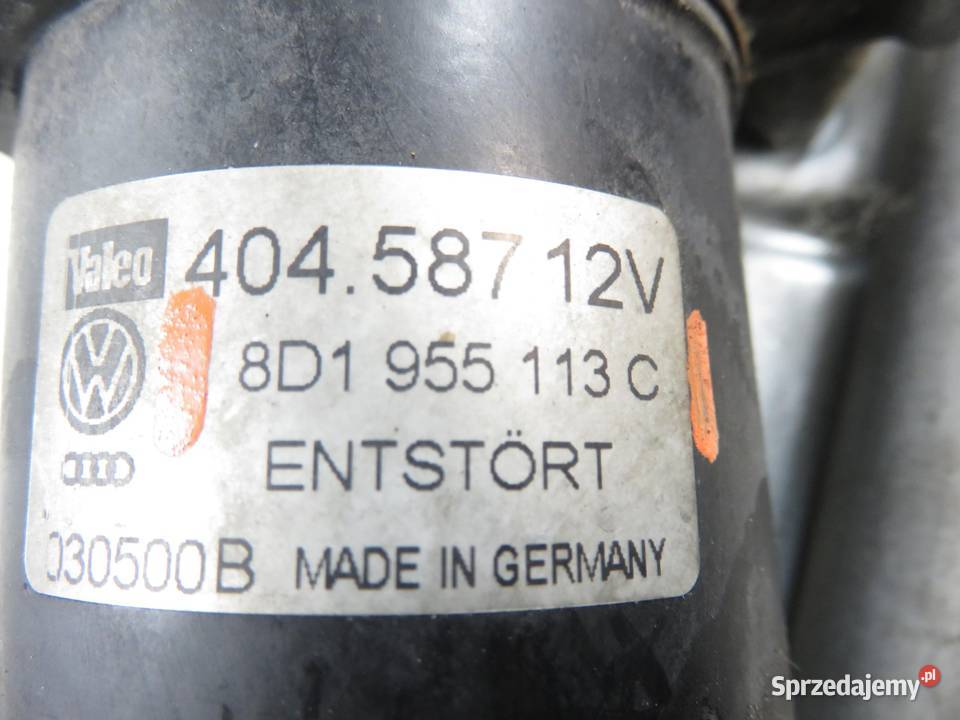 Valeo 404.587 12V
8D1 955 113 C
ENTSTÖRT
030500B MADE IN GERMANY
Sprzedajemy.pl